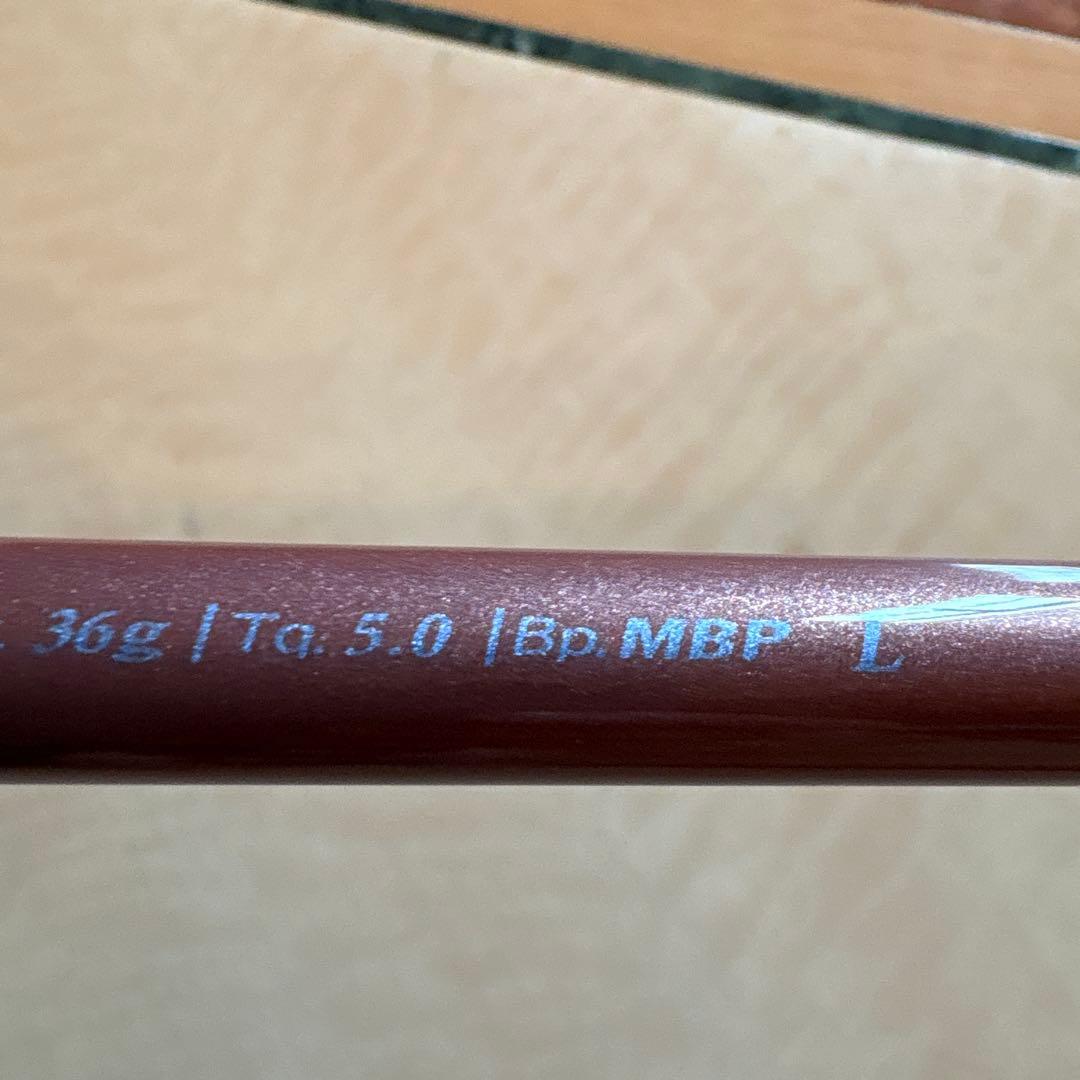 . 36g | Tq. 5.0 | Bp. MBP L